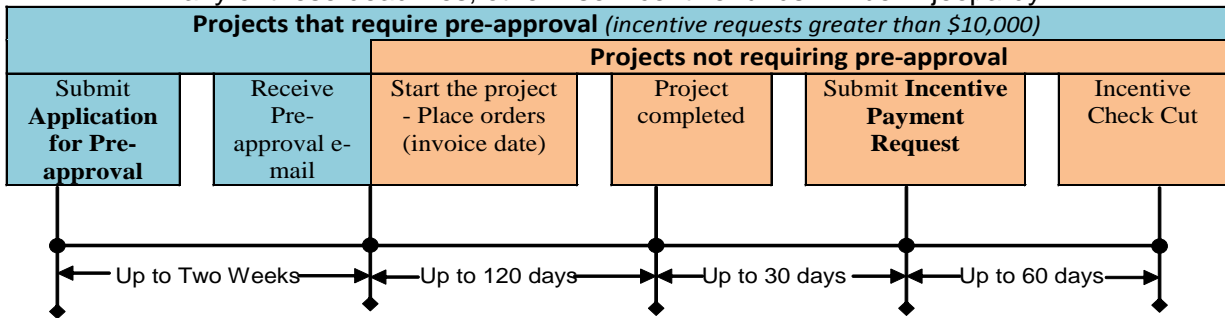 Projects that require pre-approval (incentive requests greater than $10,000)
Projects not requiring pre-approval
Submit
Application
for Pre-
approval
Receive
Pre-
approval e-
mail
Start the project
- Place orders
(invoice date)
Project
completed
Submit Incentive
Payment
Request
Incentive
Check Cut
Up to Two Weeks
Up to 120 days
Up to 30 days
Up to 60 days